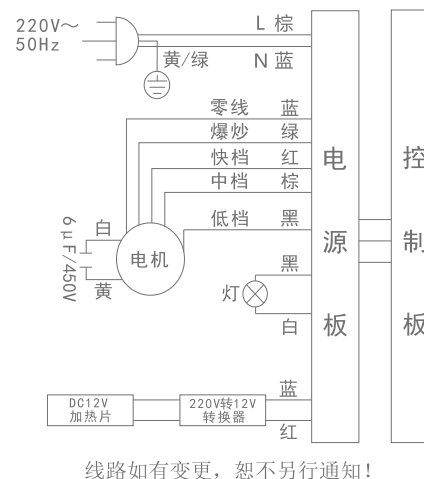 220V～
50Hz
L 棕
N 蓝
黄/绿
零线 蓝
爆炒 绿
快档 红
中档 棕
低档 黑
白
6μF/450V
黄
电机
黑
灯
白
电源板
控制板
蓝
DC12V
加热片
220V转12V
转换器
红
线路如有变更，恕不另行通知！